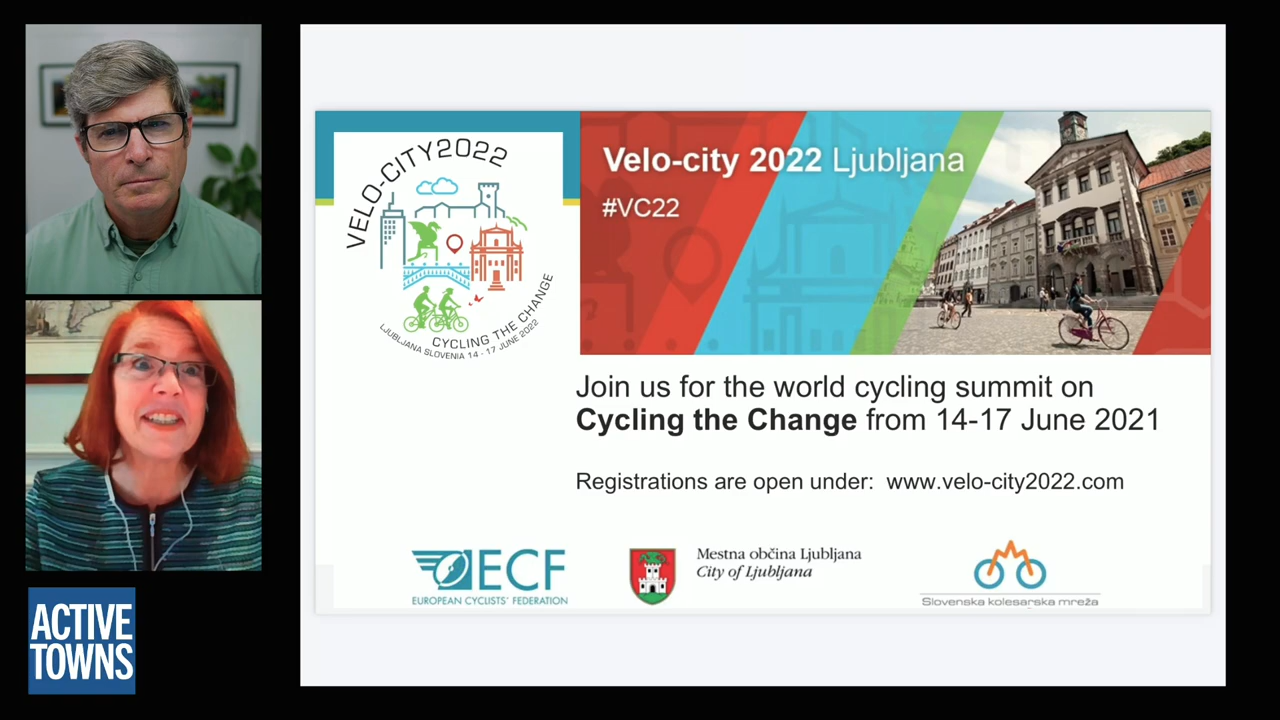 VELO-CITY2022
CYCLING THE CHANGE
LJUBLJANA SLOVENIA 14 - 17 JUNE 2022
Velo-city 2022 Ljubljana
#VC22
Join us for the world cycling summit on
Cycling the Change from 14-17 June 2021
Registrations are open under: www.velo-city2022.com
ECF
EUROPEAN CYCLISTS' FEDERATION
Mestna občina Ljubljana
City of Ljubljana
Slovenska kolesarska mreža
ACTIVE
TOWNS